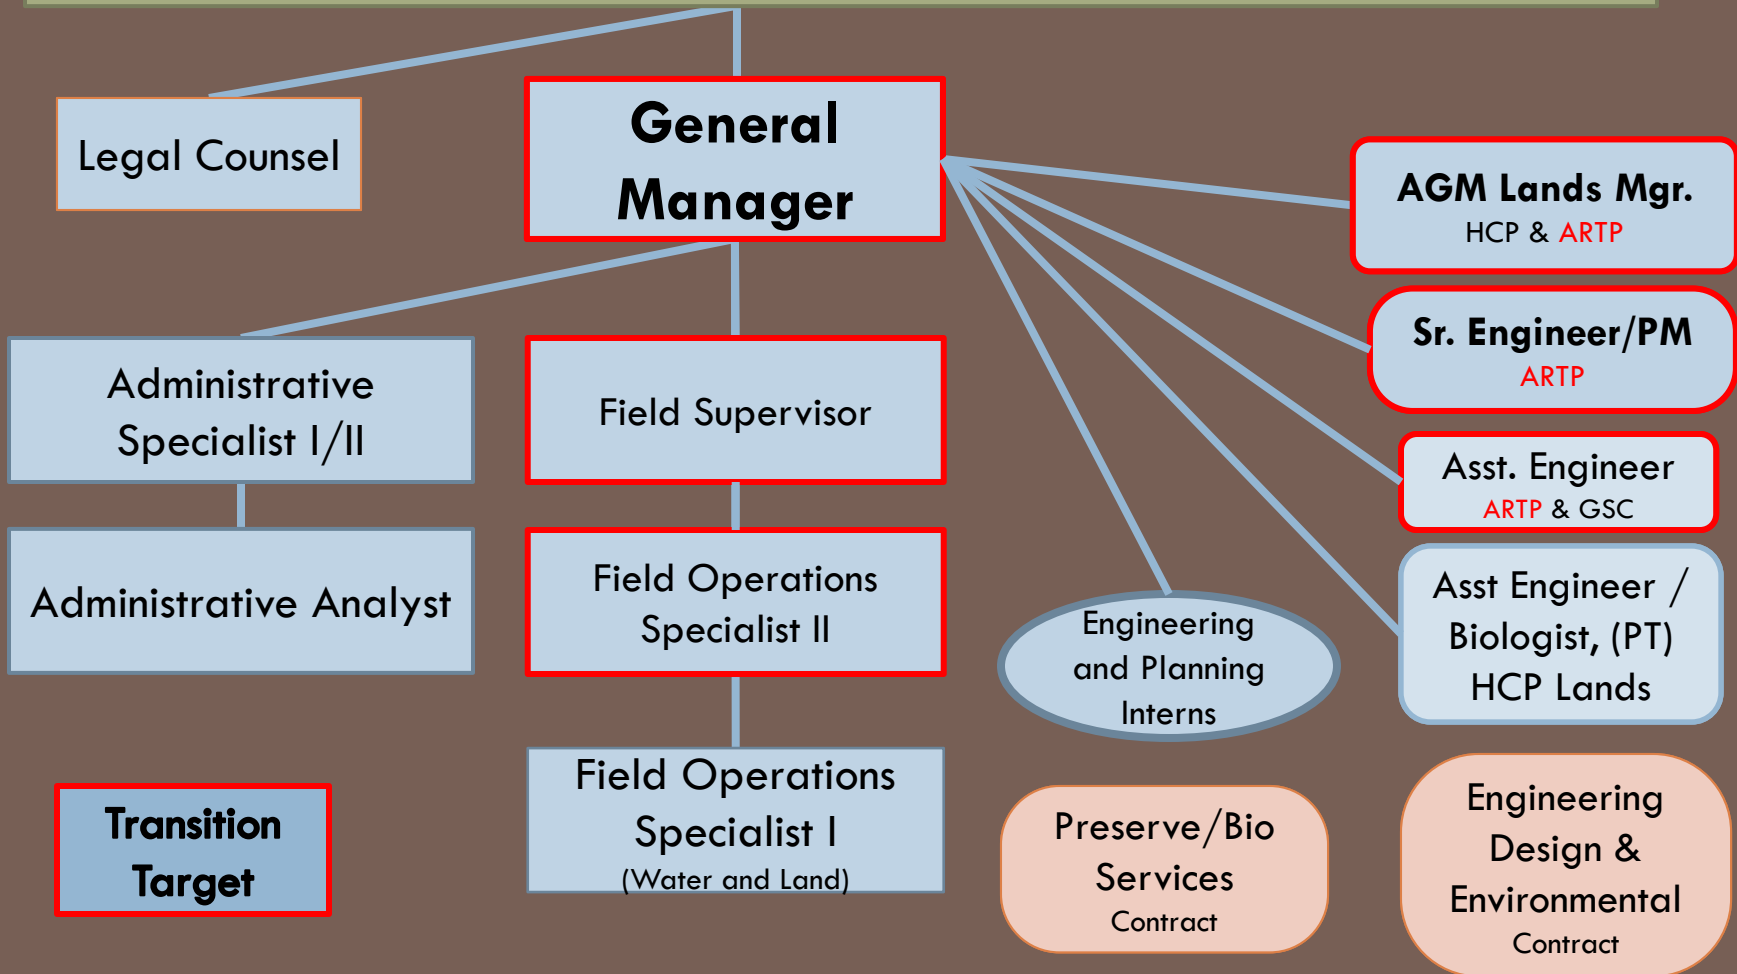 Legal Counsel
General
Manager
AGM Lands Mgr.
HCP & ARTP
Sr. Engineer/PM
ARTP
Administrative
Specialist I/II
Field Supervisor
Asst. Engineer
ARTP & GSC
Administrative Analyst
Field Operations
Specialist II
Engineering
and Planning
Interns
Asst Engineer /
Biologist, (PT)
HCP Lands
Transition
Target
Field Operations
Specialist I
(Water and Land)
Preserve/Bio
Services
Contract
Engineering
Design &
Environmental
Contract